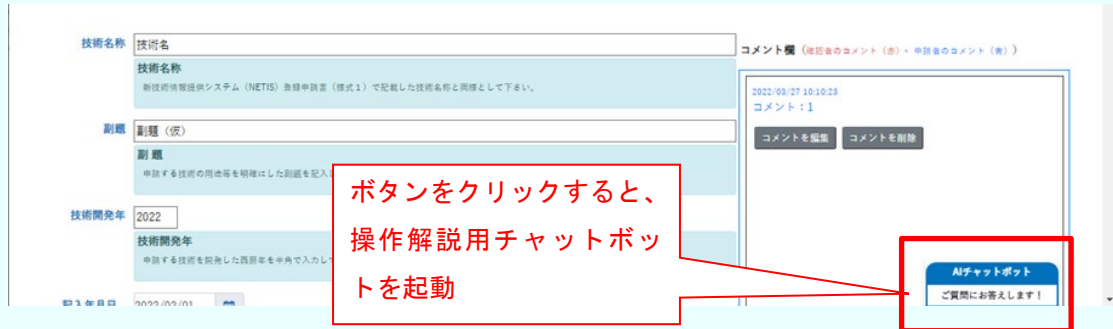 技術名称
技術名
技術名称
新技術情報提供システム（NETIS）登録申請書（様式1）で記載した技術名称と同様として下さい。
副題
副題（仮）
副 題
申請する技術の用途等を明確にした副題を記入し
技術開発年
2022
技術開発年
申請する技術を開発した西暦年を半角で入力して
記入年月日
2022/02/01
コメント欄（確認者のコメント（赤）、申請者のコメント（青））
2022/03/27 10:10:23
コメント：1
コメントを編集
コメントを削除
ボタンをクリックすると、
操作解説用チャットボッ
トを起動
AIチャットボット
ご質問にお答えします！